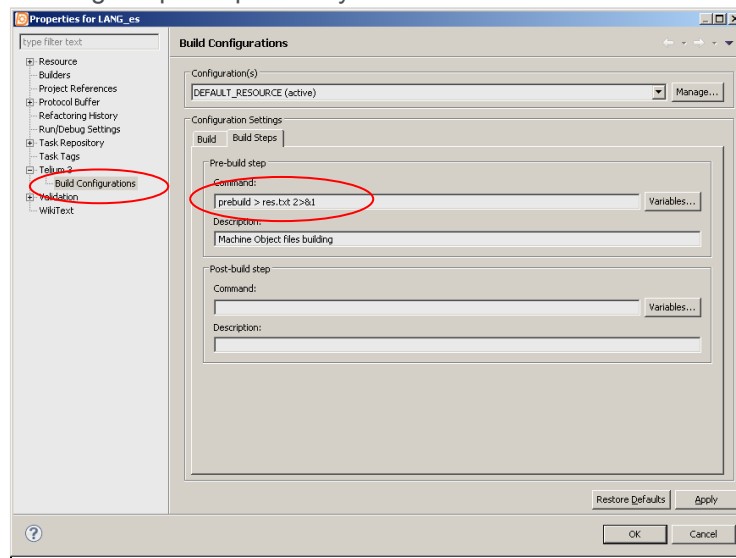 Properties for LANG_es
type filter text
Resource
Builders
Project References
Protocol Buffer
Refactoring History
Run/Debug Settings
Task Repository
Task Tags
Telium 3
Build Configurations
Validation
WikiText
Build Configurations
Configuration(s)
DEFAULT_RESOURCE (active)
Manage...
Configuration Settings
Build
Build Steps
Pre-build step
Command:
prebuild > res.txt 2>&1
Variables...
Description:
Machine Object files building
Post-build step
Command:
Variables...
Description:
Restore Defaults
Apply
OK
Cancel